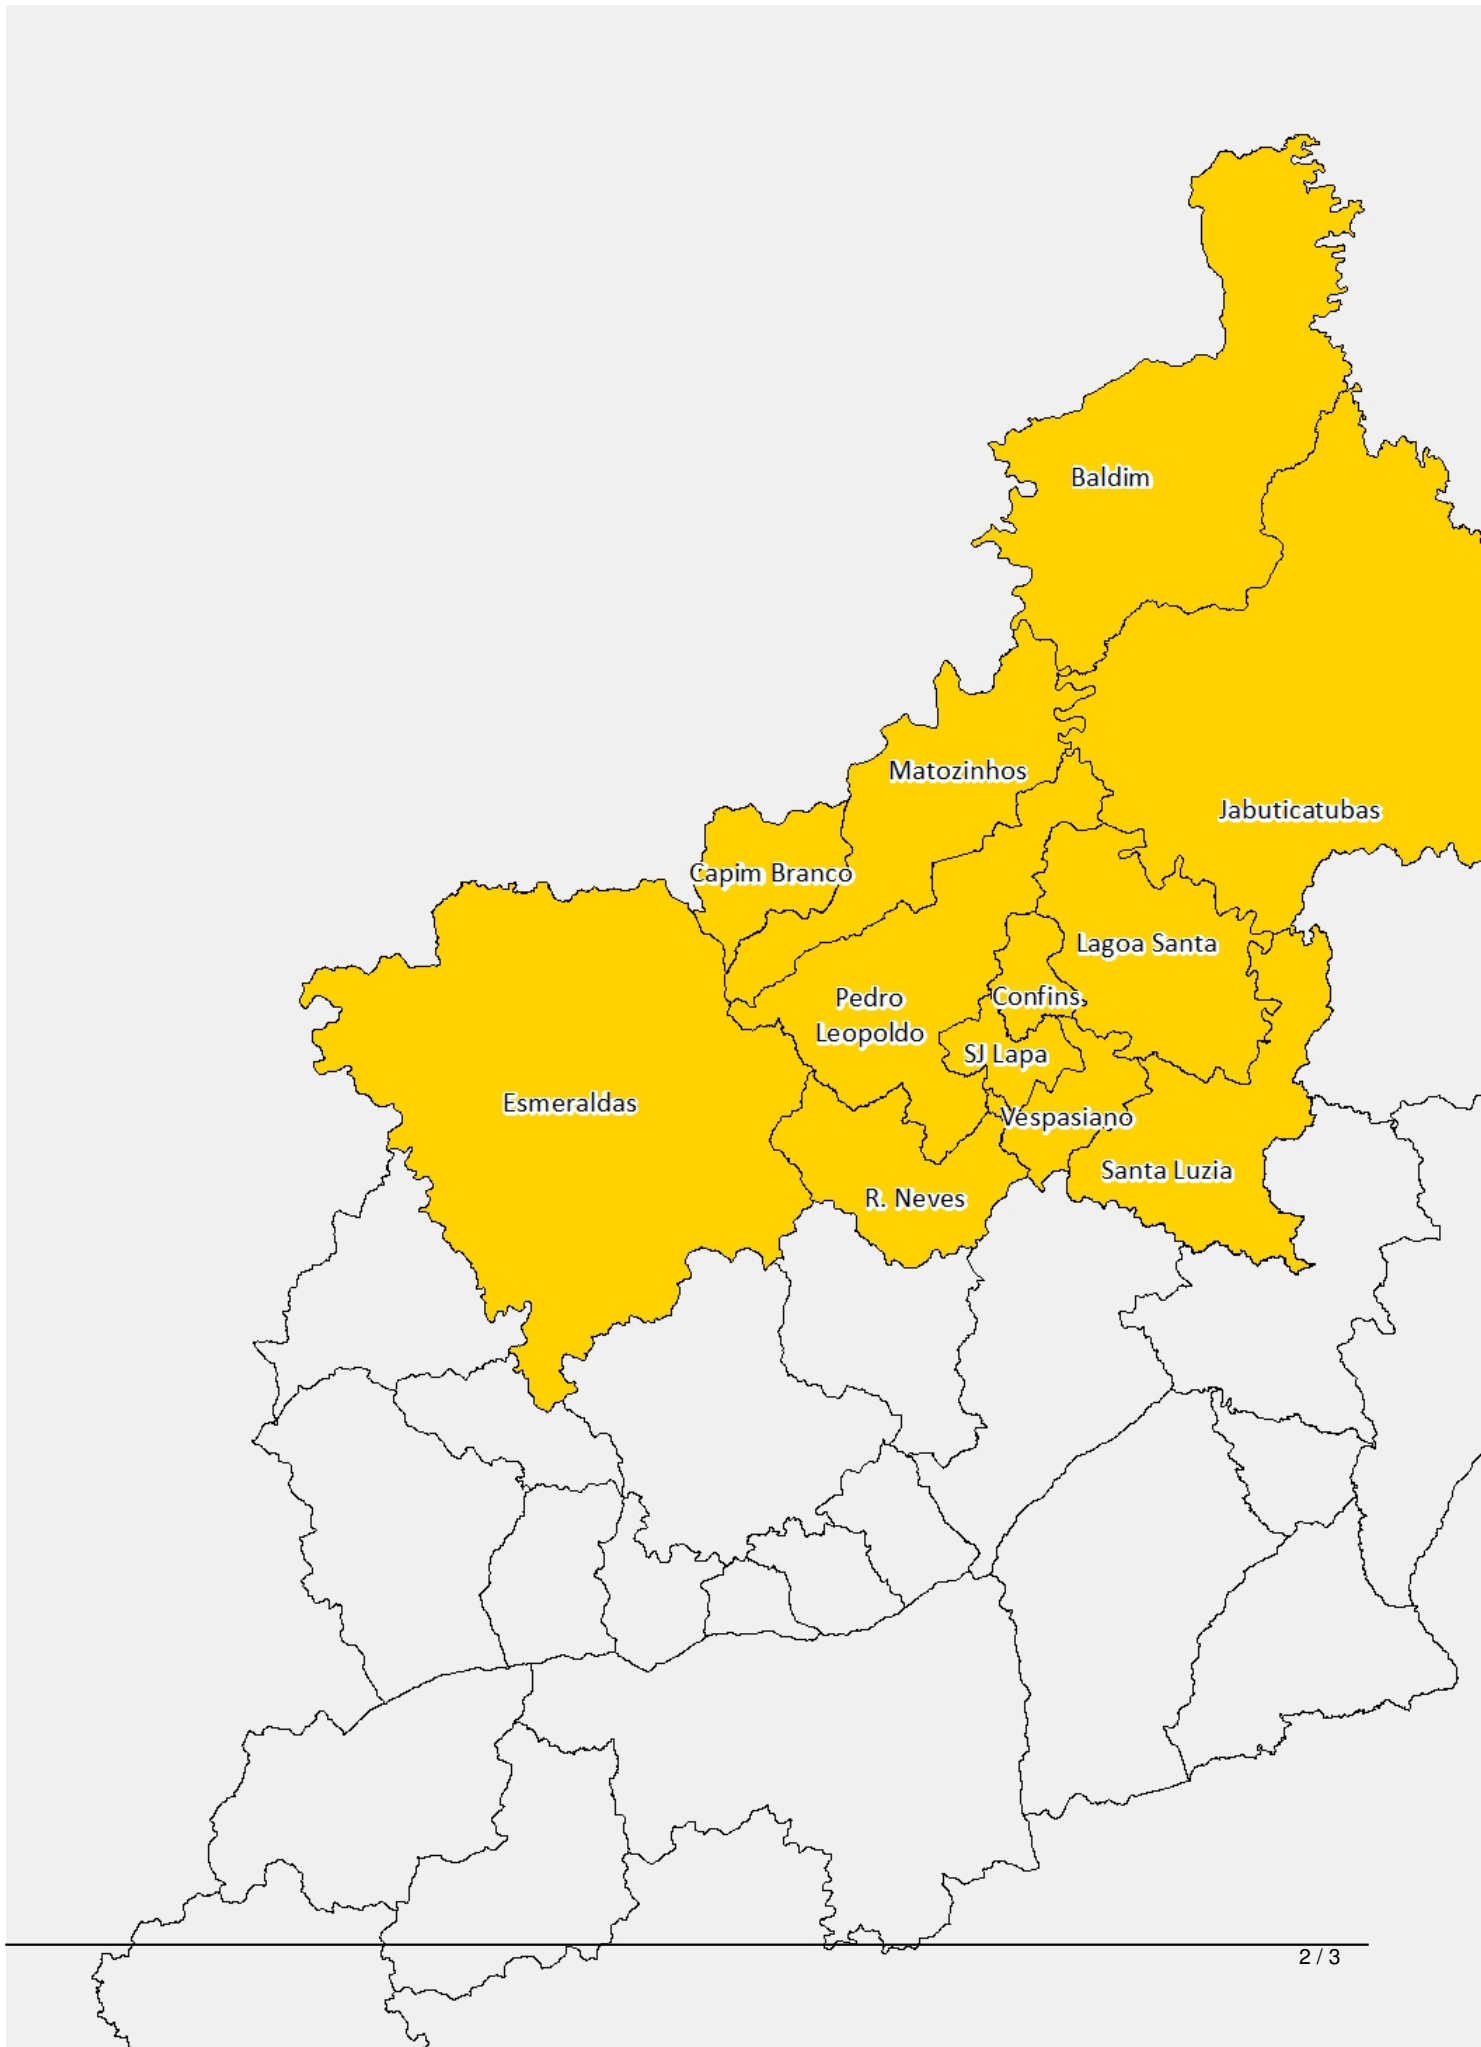 Baldim
Matozinhos
Jabuticatubas
Capim Branco
Lagoa Santa
Pedro
Leopoldo
Confins
SJ Lapa
Esmeraldas
Vespasiano
Santa Luzia
R. Neves
2 / 3